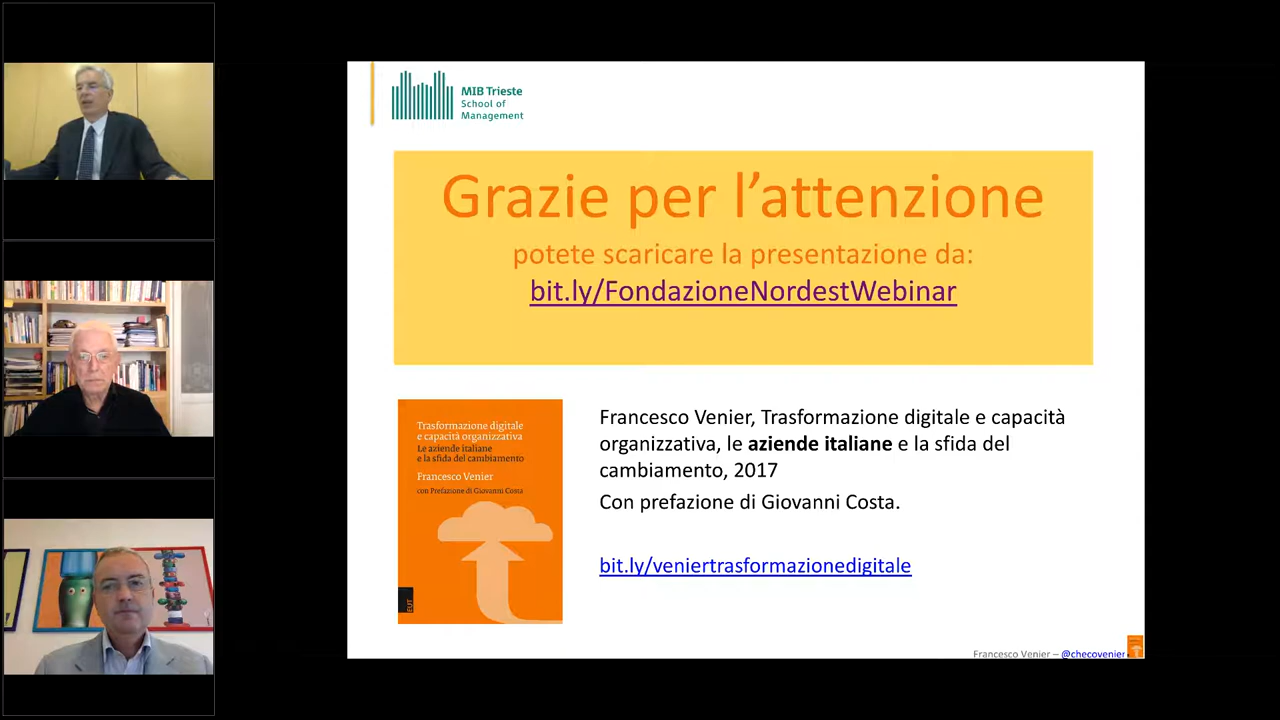 MIB Trieste
School of
Management
Grazie per l’attenzione
potete scaricare la presentazione da:
bit.ly/FondazioneNordestWebinar
Trasformazione digitale
e capacità organizzativa
Le aziende italiane
e la sfida del cambiamento
Francesco Venier
con Prefazione di Giovanni Costa
EUT
Francesco Venier, Trasformazione digitale e capacità
organizzativa, le aziende italiane e la sfida del
cambiamento, 2017
Con prefazione di Giovanni Costa.
bit.ly/veniertrasformazionedigitale
Francesco Venier – @checovenier